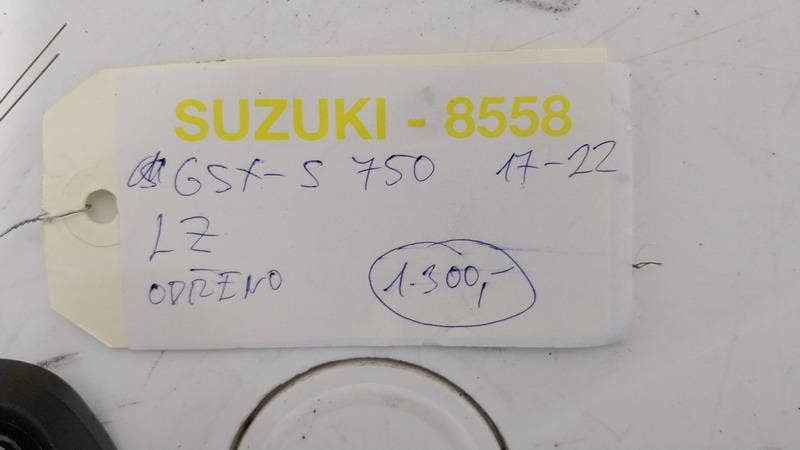 SUZUKI - 8558
GSX-S 750 17-22
LZ
ODŘENO
1.300,-